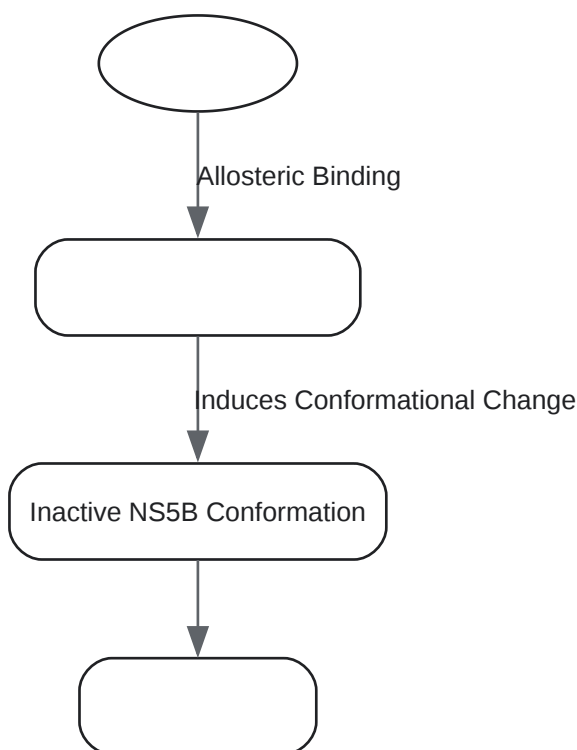 Allosteric Binding
Induces Conformational Change
Inactive NS5B Conformation